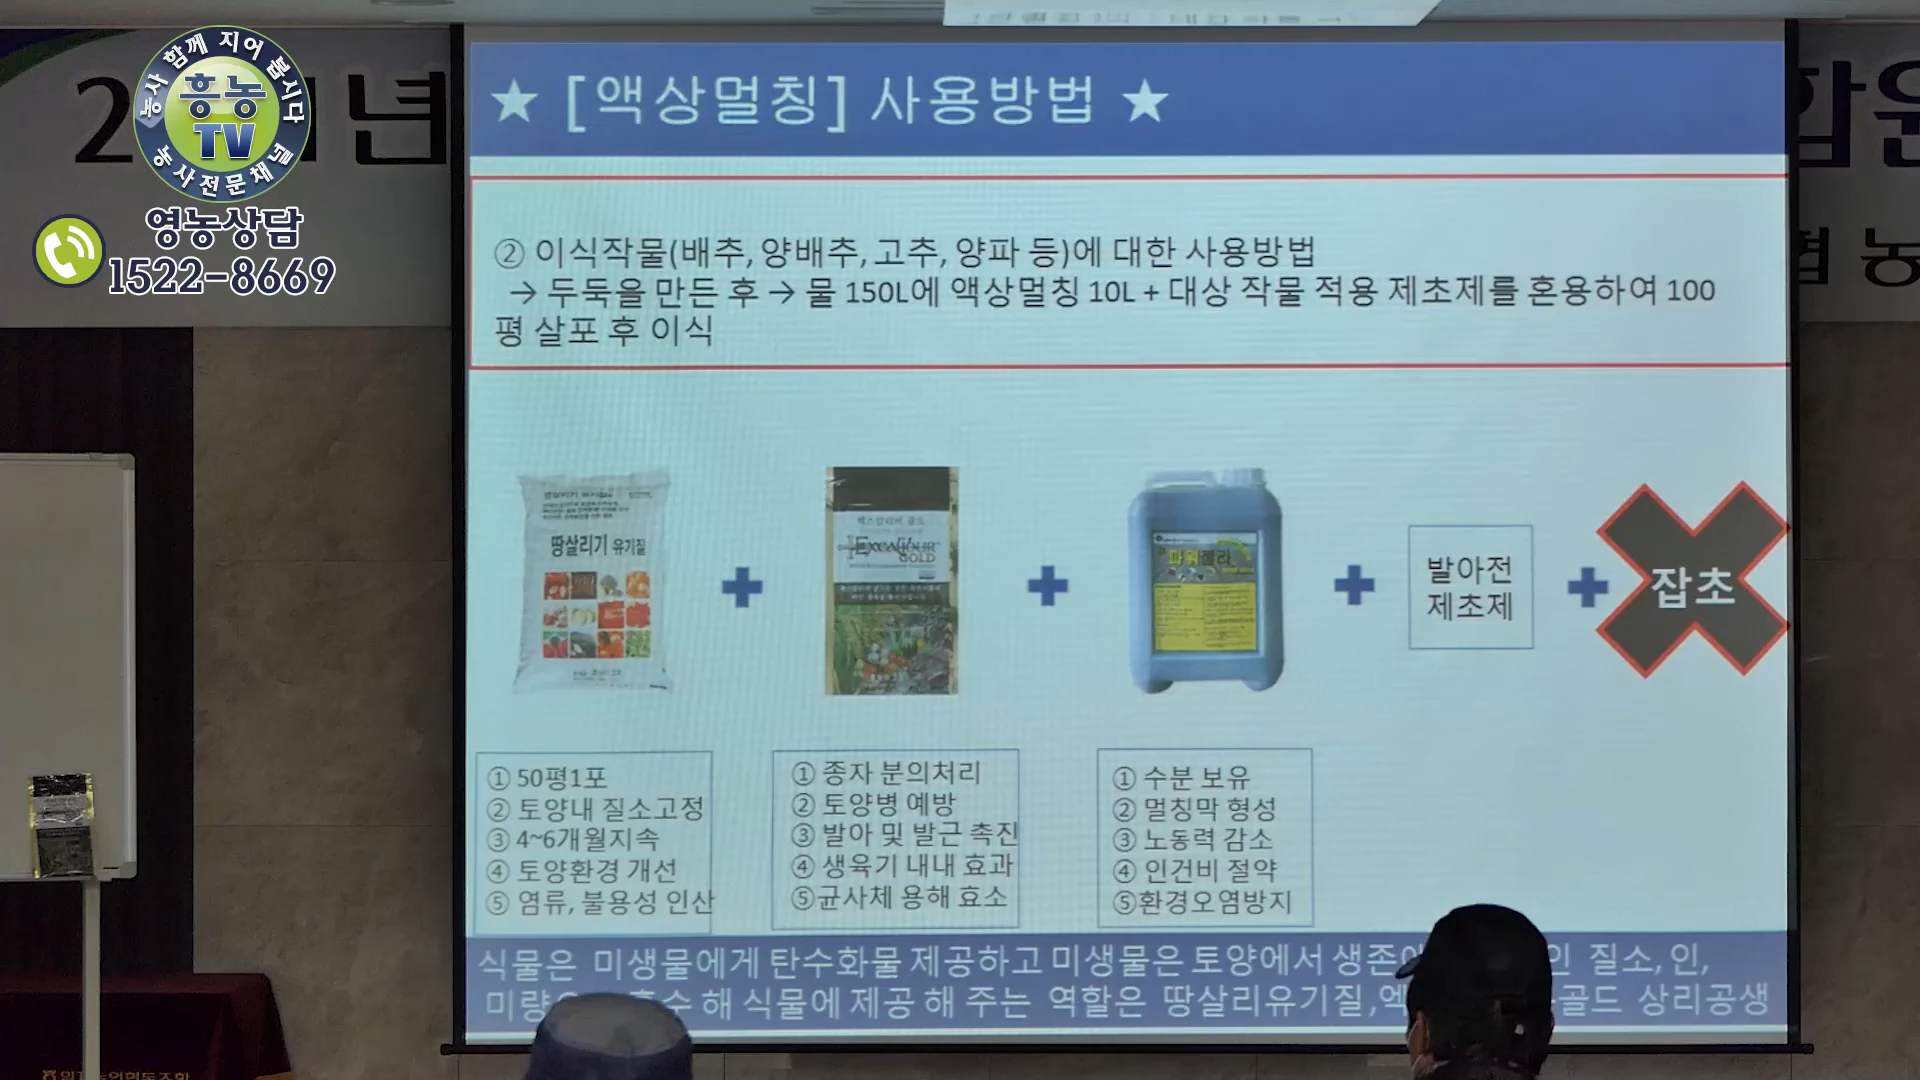 농사 함께 지어 봅시다
흥농
TV
농사전문채널
영농상담
1522-8669
★ [액상멀칭] 사용방법 ★
② 이식작물(배추, 양배추, 고추, 양파 등)에 대한 사용방법
→ 두둑을 만든 후 → 물 150L에 액상멀칭 10L + 대상 작물 적용 제초제를 혼용하여 100
평 살포 후 이식
땅살리기 유기질
엑스칼리버 골드
EXCALIBUR
GOLD
파워플라
발아전
제초제
잡초
① 50평1포
② 토양내 질소고정
③ 4~6개월지속
④ 토양환경 개선
⑤ 염류, 불용성 인산
① 종자 분의처리
② 토양병 예방
③ 발아 및 발근 촉진
④ 생육기 내내 효과
⑤균사체 용해 효소
① 수분 보유
② 멀칭막 형성
③ 노동력 감소
④ 인건비 절약
⑤환경오염방지
식물은 미생물에게 탄수화물 제공하고 미생물은 토양에서 인 질소, 인,
해 식물에 제공 해 주는 역할은 땅살리유기질, 골드 상리공생